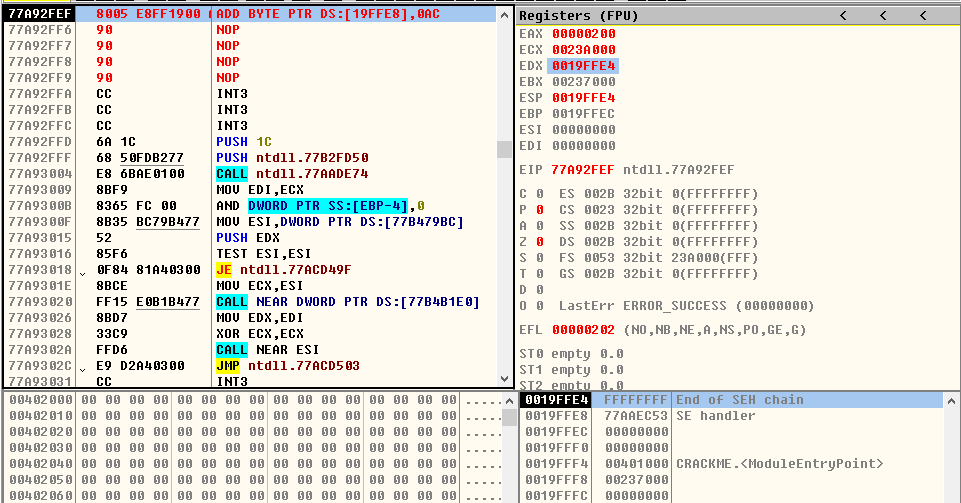 77A92FEF 8005 E8FF1900 ADD BYTE PTR DS:[19FFE8],0AC
77A92FF6 90 NOP
77A92FF7 90 NOP
77A92FF8 90 NOP
77A92FF9 90 NOP
77A92FFA CC INT3
77A92FFB CC INT3
77A92FFC CC INT3
77A92FFD 6A 1C PUSH 1C
77A92FFF 68 50FDB277 PUSH ntdll.77B2FD50
77A93004 E8 6BAE0100 CALL ntdll.77AADE74
77A93009 8BF9 MOV EDI,ECX
77A9300B 8365 FC 00 AND DWORD PTR SS:[EBP-4],0
77A9300F 8B35 BC79B477 MOV ESI,DWORD PTR DS:[77B479BC]
77A93015 52 PUSH EDX
77A93016 85F6 TEST ESI,ESI
77A93018 0F84 81A40300 JE ntdll.77ACD49F
77A9301E 8BCE MOV ECX,ESI
77A93020 FF15 E0B1B477 CALL NEAR DWORD PTR DS:[77B4B1E0]
77A93026 8BD7 MOV EDX,EDI
77A93028 33C9 XOR ECX,ECX
77A9302A FFD6 CALL NEAR ESI
77A9302C E9 D2A40300 JMP ntdll.77ACD503
77A93031 CC INT3
Registers (FPU) < < <
EAX 00000200
ECX 0023A000
EDX 0019FFE4
EBX 00237000
ESP 0019FFE4
EBP 0019FFEC
ESI 00000000
EDI 00000000
EIP 77A92FEF ntdll.77A92FEF
C 0 ES 002B 32bit 0(FFFFFFFF)
P 0 CS 0023 32bit 0(FFFFFFFF)
A 0 SS 002B 32bit 0(FFFFFFFF)
Z 0 DS 002B 32bit 0(FFFFFFFF)
S 0 FS 0053 32bit 23A000(FFF)
T 0 GS 002B 32bit 0(FFFFFFFF)
D 0
O 0 LastErr ERROR_SUCCESS (00000000)
EFL 00000202 (NO,NB,NE,A,NS,PO,GE,G)
ST0 empty 0.0
ST1 empty 0.0
ST2 empty 0.0
00402000 00 00 00 00 00 00 00 00 00 00 00 00 00 00 00 00 .....
00402010 00 00 00 00 00 00 00 00 00 00 00 00 00 00 00 00 .....
00402020 00 00 00 00 00 00 00 00 00 00 00 00 00 00 00 00 .....
00402030 00 00 00 00 00 00 00 00 00 00 00 00 00 00 00 00 .....
00402040 00 00 00 00 00 00 00 00 00 00 00 00 00 00 00 00 .....
00402050 00 00 00 00 00 00 00 00 00 00 00 00 00 00 00 00 .....
00402060 00 00 00 00 00 00 00 00 00 00 00 00 00 00 00 00 .....
0019FFE4 FFFFFFFF End of SEH chain
0019FFE8 77AAEC53 SE handler
0019FFEC 00000000
0019FFF0 00000000
0019FFF4 00401000 CRACKME.<ModuleEntryPoint>
0019FFF8 00237000
0019FFFC 00000000